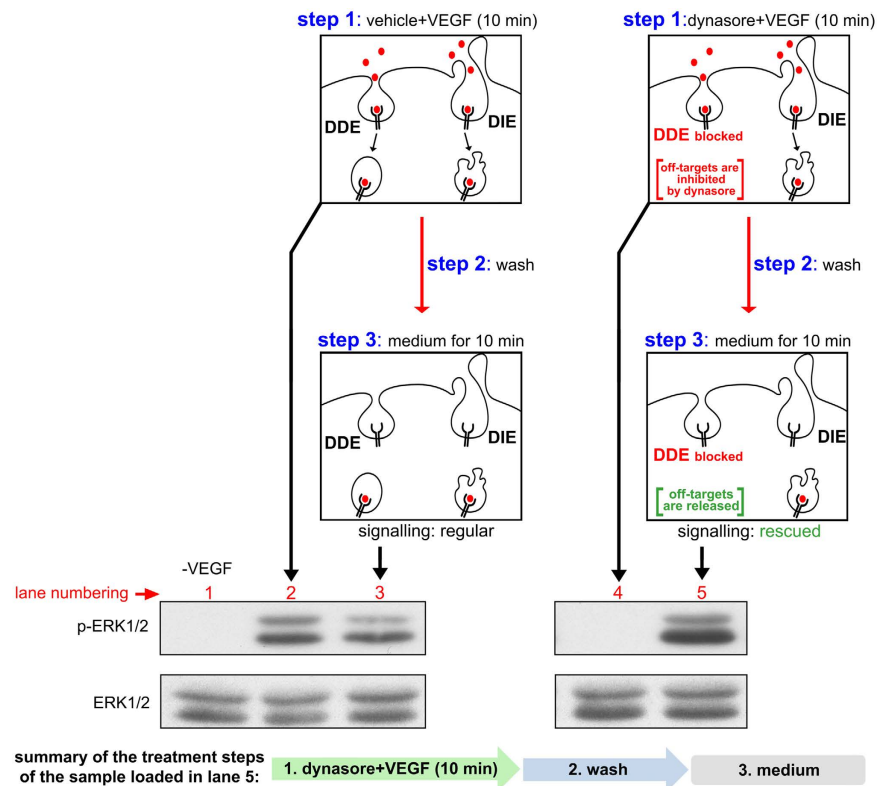 step 1: vehicle+VEGF (10 min)
step 1:dynasore+VEGF (10 min)
DDE
DIE
DDE blocked
DIE
[off-targets are
inhibited
by dynasore]
step 2: wash
step 2: wash
step 3: medium for 10 min
step 3: medium for 10 min
DDE
DIE
DDE blocked
DIE
[off-targets
are released]
signalling: regular
signalling: rescued
-VEGF
lane numbering
1
2
3
4
5
p-ERK1/2
ERK1/2
summary of the treatment steps
of the sample loaded in lane 5:
1. dynasore+VEGF (10 min)
2. wash
3. medium